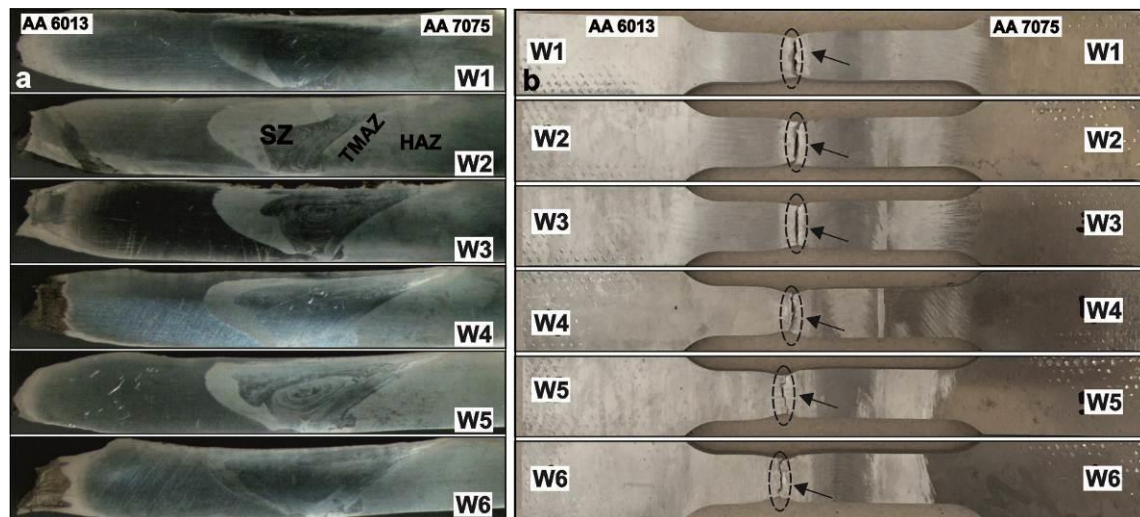 AA 6013 AA 7075
a
W1
SZ TMAZ HAZ
W2
W3
W4
W5
W6
AA 6013 AA 7075
W1 W1
b
W2 W2
W3 W3
W4 W4
W5 W5
W6 W6